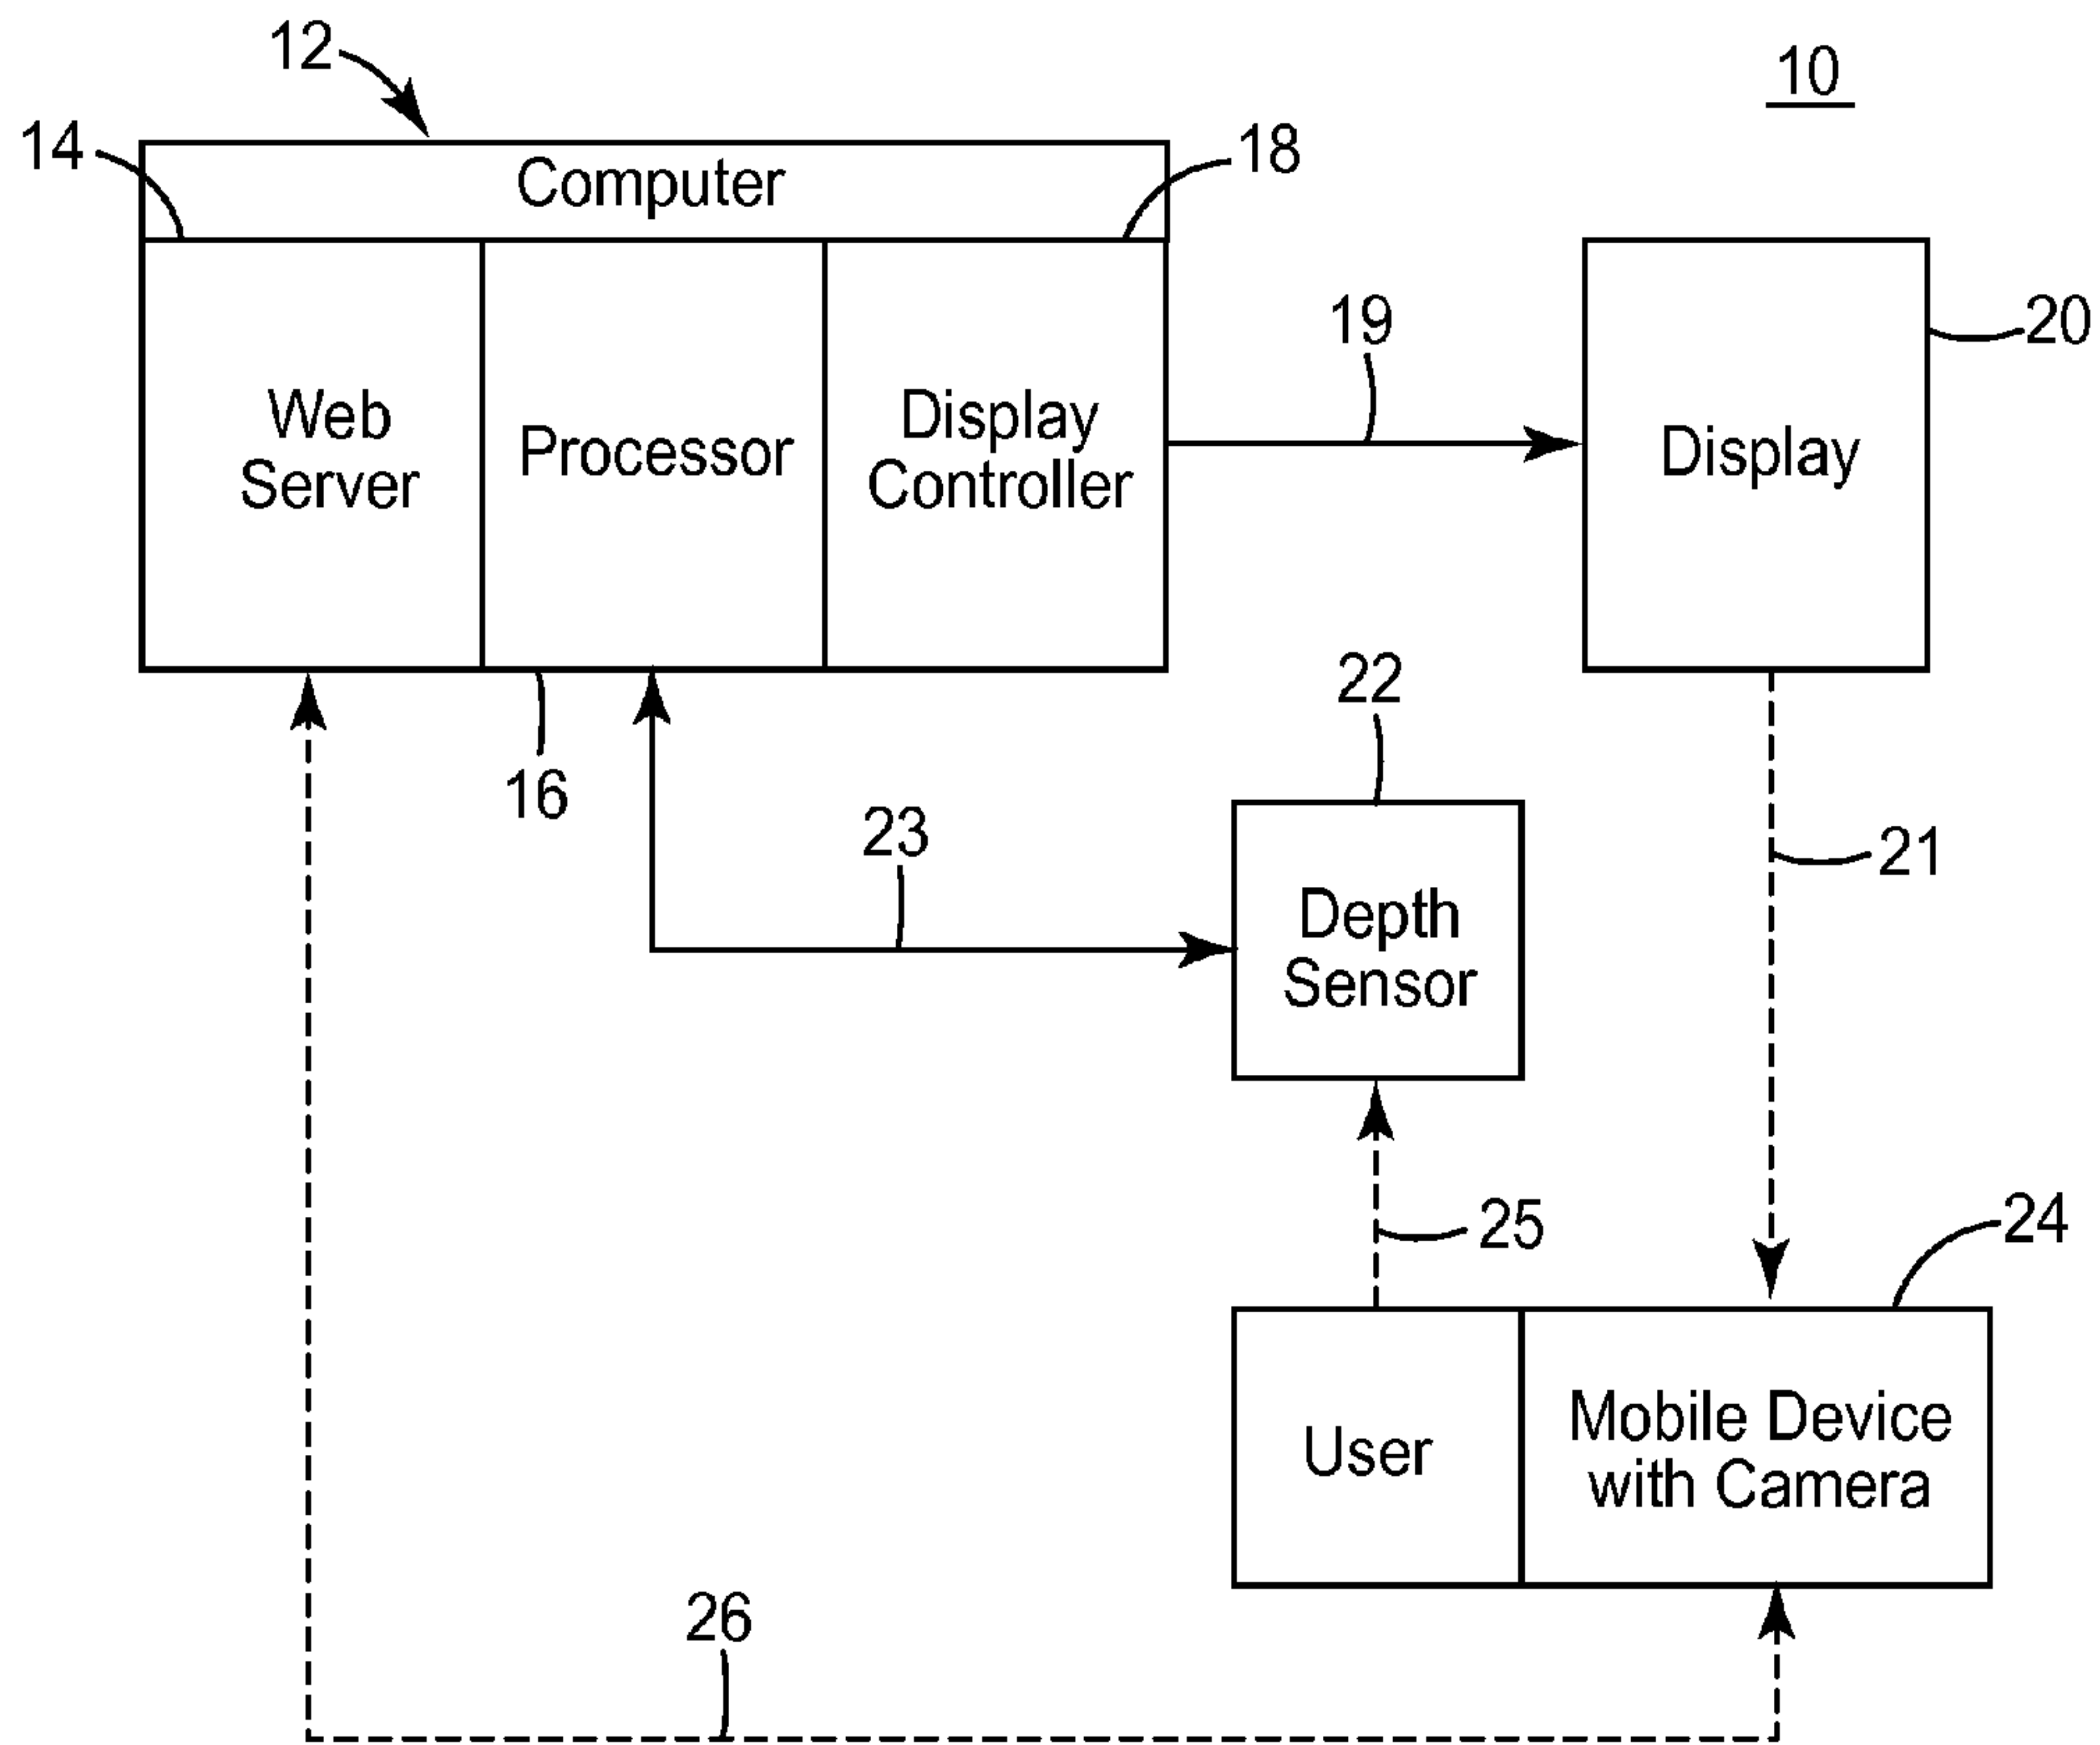 12
10
14
Computer
18
19
20
Web
Server
Processor
Display
Controller
Display
22
16
23
21
Depth
Sensor
25
24
User
Mobile Device
with Camera
26